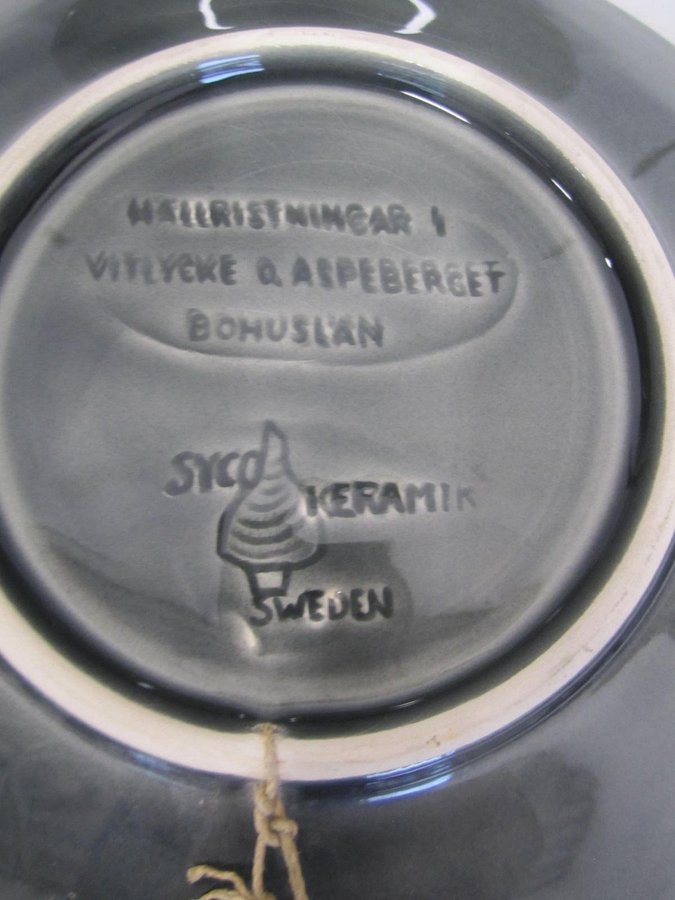 HÄLLRISTNINGAR I
VITLYCKE O. ASPEBERGET
BOHUSLÄN
SYCO KERAMIK
SWEDEN